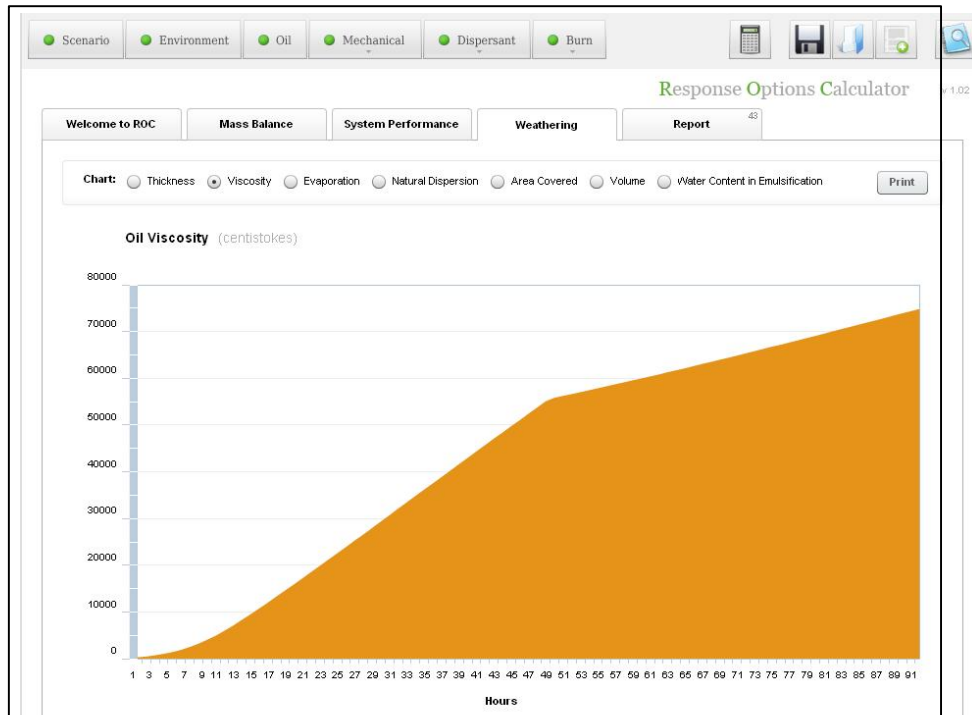 Scenario Environment Oil Mechanical Dispersant Burn
Response Options Calculator v 1.02
Welcome to ROC Mass Balance System Performance Weathering Report 43
Chart: Thickness Viscosity Evaporation Natural Dispersion Area Covered Volume Water Content in Emulsification Print
Oil Viscosity (centistokes)
80000
70000
60000
50000
40000
30000
20000
10000
0
1 3 5 7 9 11 13 15 17 19 21 23 25 27 29 31 33 35 37 39 41 43 45 47 49 51 53 55 57 59 61 63 65 67 69 71 73 75 77 79 81 83 85 87 89 91
Hours